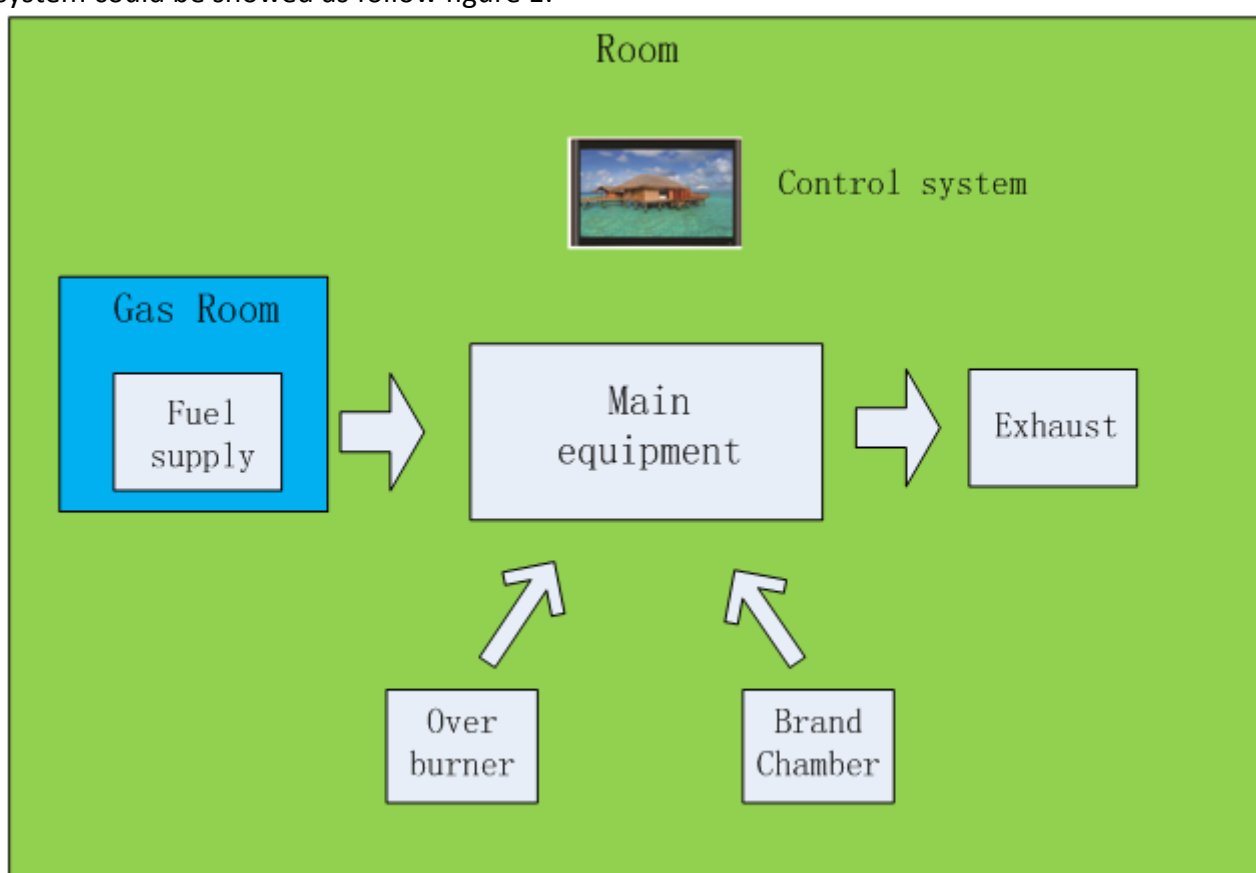 system could be showed as follow figure 1.
Room
Control system
Gas Room
Fuel
supply
Main
equipment
Exhaust
Over
burner
Brand
Chamber